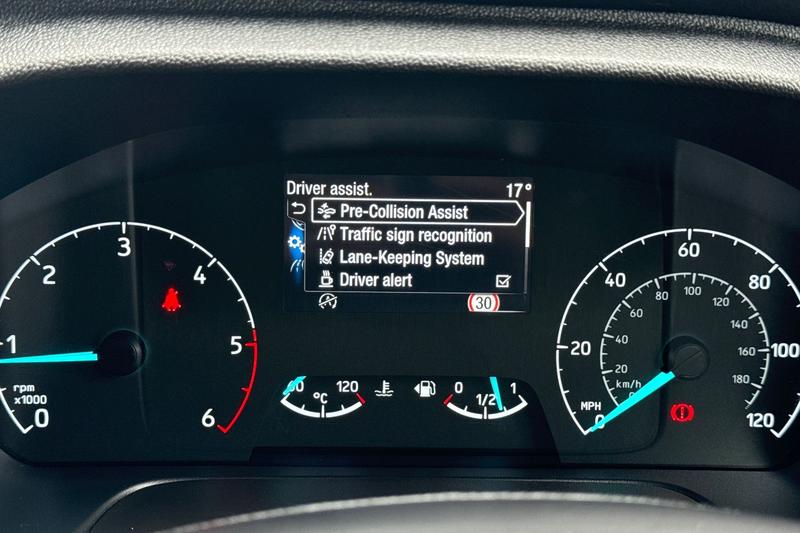 Driver assist. 17°
Pre-Collision Assist
Traffic sign recognition
Lane-Keeping System
Driver alert
30
0 1 2 3 4 5 6
rpm
x1000
60 120
°C
0 1/2 1
0 20 40 60 80 100 120
MPH
0 20 40 60 80 100 120 140 160 180
km/h